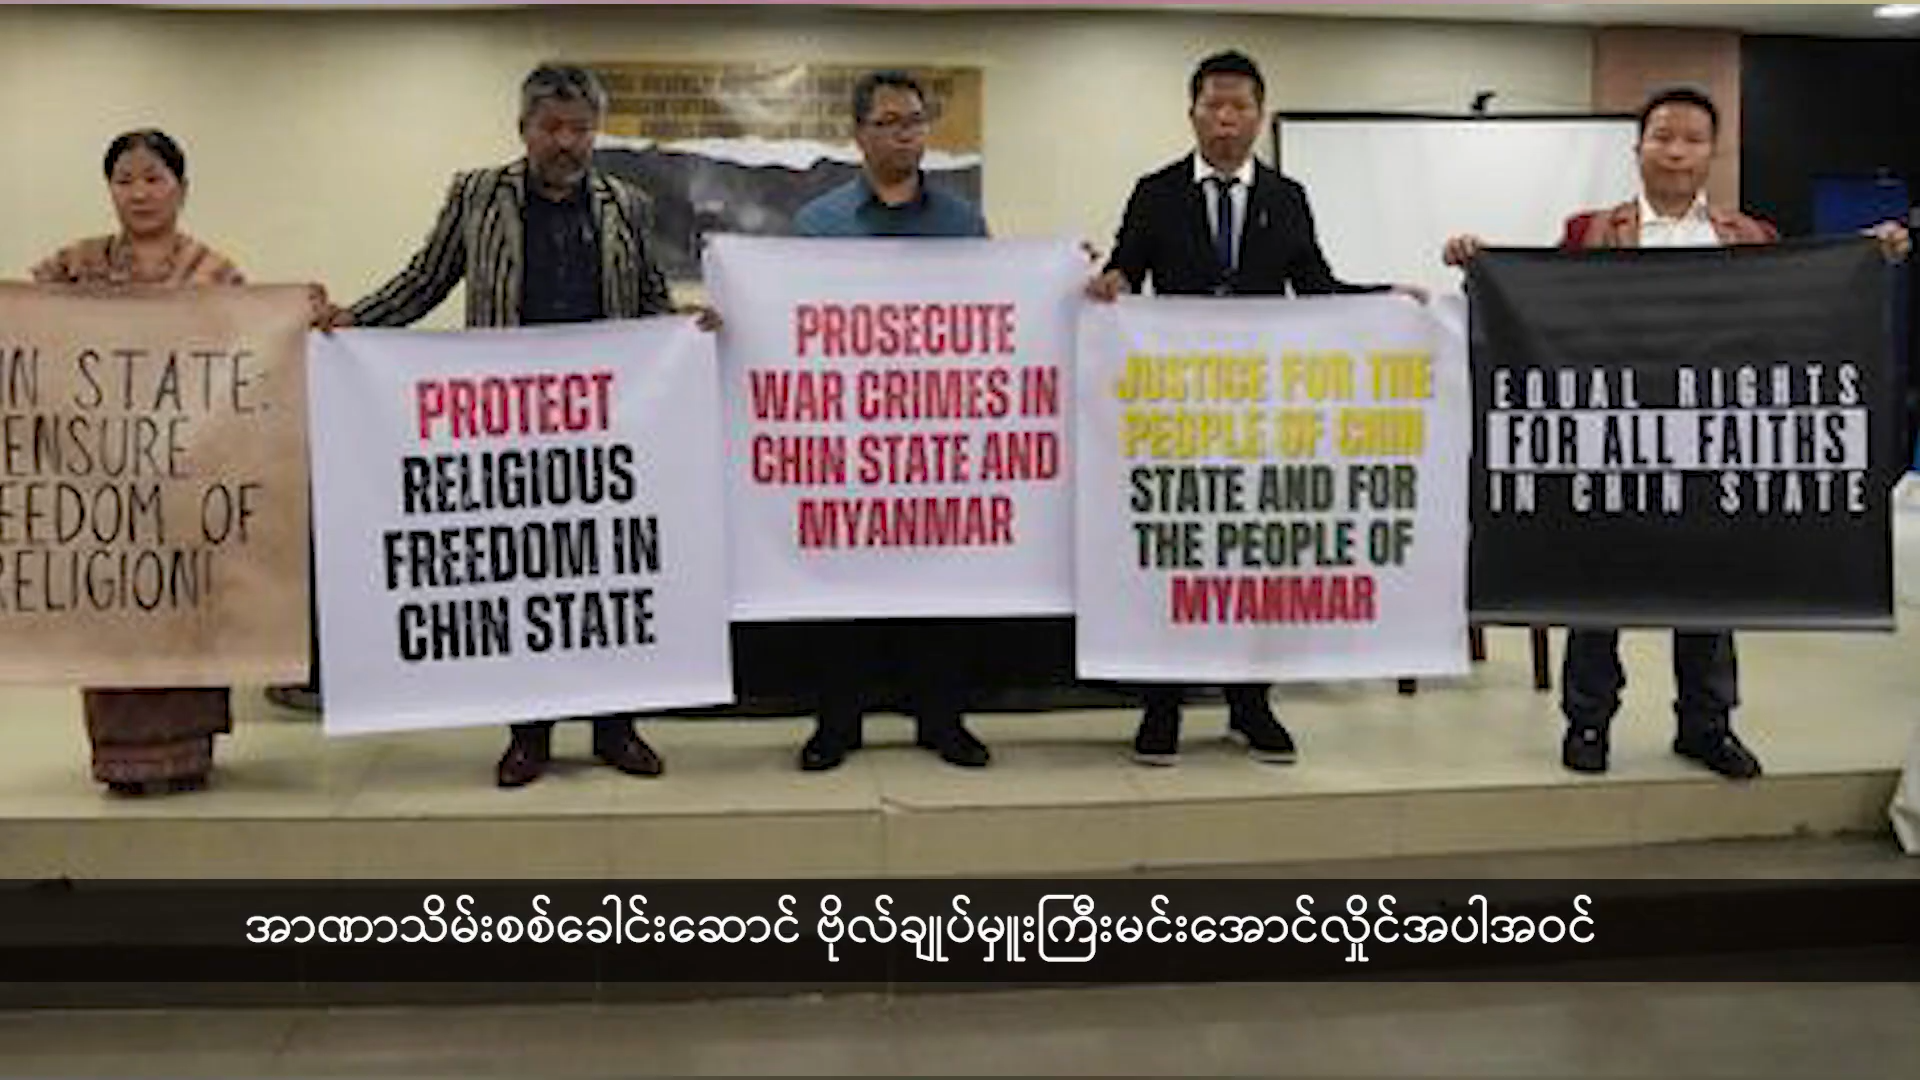 IN STATE:
ENSURE
EEDOM OF
RELIGION!
PROTECT
RELIGIOUS
FREEDOM IN
CHIN STATE
PROSECUTE
WAR CRIMES IN
CHIN STATE AND
MYANMAR
JUSTICE FOR THE
PEOPLE OF CHIN
STATE AND FOR
THE PEOPLE OF
MYANMAR
EQUAL RIGHTS
FOR ALL FAITHS
IN CHIN STATE
အာဏာသိမ်းစစ်ခေါင်းဆောင် ဗိုလ်ချုပ်မှူးကြီးမင်းအောင်လှိုင်အပါအဝင်